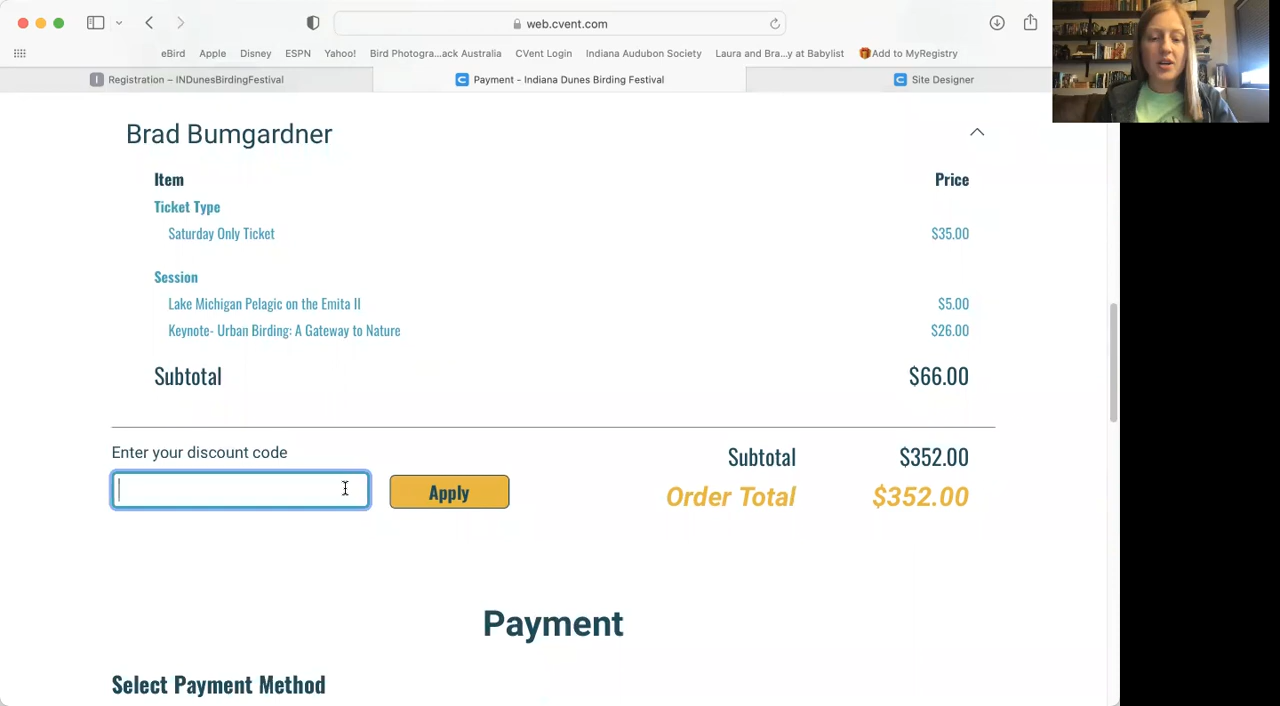 web.cvent.com
eBird Apple Disney ESPN Yahoo! Bird Photogra...ack Australia CVent Login Indiana Audubon Society Laura and Bra...y at Babylist Add to MyRegistry
I Registration – INDunesBirdingFestival Payment - Indiana Dunes Birding Festival Site Designer
Brad Bumgardner
Item Price
Ticket Type
Saturday Only Ticket $35.00
Session
Lake Michigan Pelagic on the Emita II $5.00
Keynote- Urban Birding: A Gateway to Nature $26.00
Subtotal $66.00
Enter your discount code Subtotal $352.00
Apply Order Total $352.00
Payment
Select Payment Method